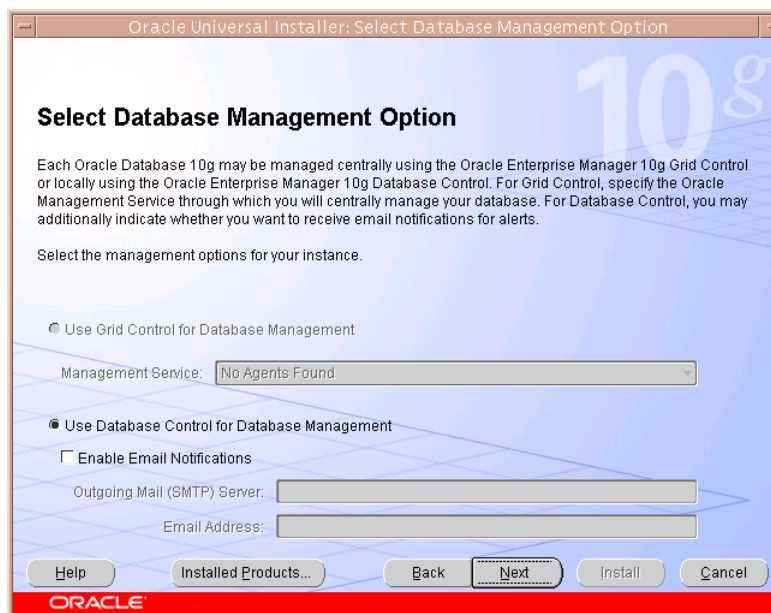 Oracle Universal Installer: Select Database Management Option
10g
Select Database Management Option
Each Oracle Database 10g may be managed centrally using the Oracle Enterprise Manager 10g Grid Control
or locally using the Oracle Enterprise Manager 10g Database Control. For Grid Control, specify the Oracle
Management Service through which you will centrally manage your database. For Database Control, you may
additionally indicate whether you want to receive email notifications for alerts.
Select the management options for your instance.
Use Grid Control for Database Management
Management Service: No Agents Found
Use Database Control for Database Management
Enable Email Notifications
Outgoing Mail (SMTP) Server:
Email Address:
Help Installed Products... Back Next Install Cancel
ORACLE